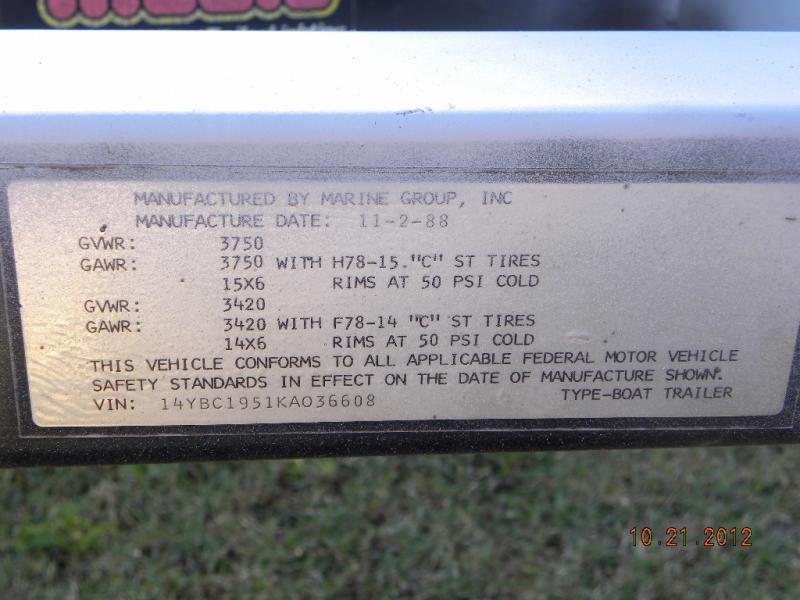 MANUFACTURED BY MARINE GROUP, INC
MANUFACTURE DATE: 11-2-88
GVWR: 3750
GAWR: 3750 WITH H78-15."C" ST TIRES
15X6 RIMS AT 50 PSI COLD
GVWR: 3420
GAWR: 3420 WITH F78-14 "C" ST TIRES
14X6 RIMS AT 50 PSI COLD
THIS VEHICLE CONFORMS TO ALL APPLICABLE FEDERAL MOTOR VEHICLE
SAFETY STANDARDS IN EFFECT ON THE DATE OF MANUFACTURE SHOWN.
VIN: 14YBC1951KA036608 TYPE-BOAT TRAILER
10.21.2012